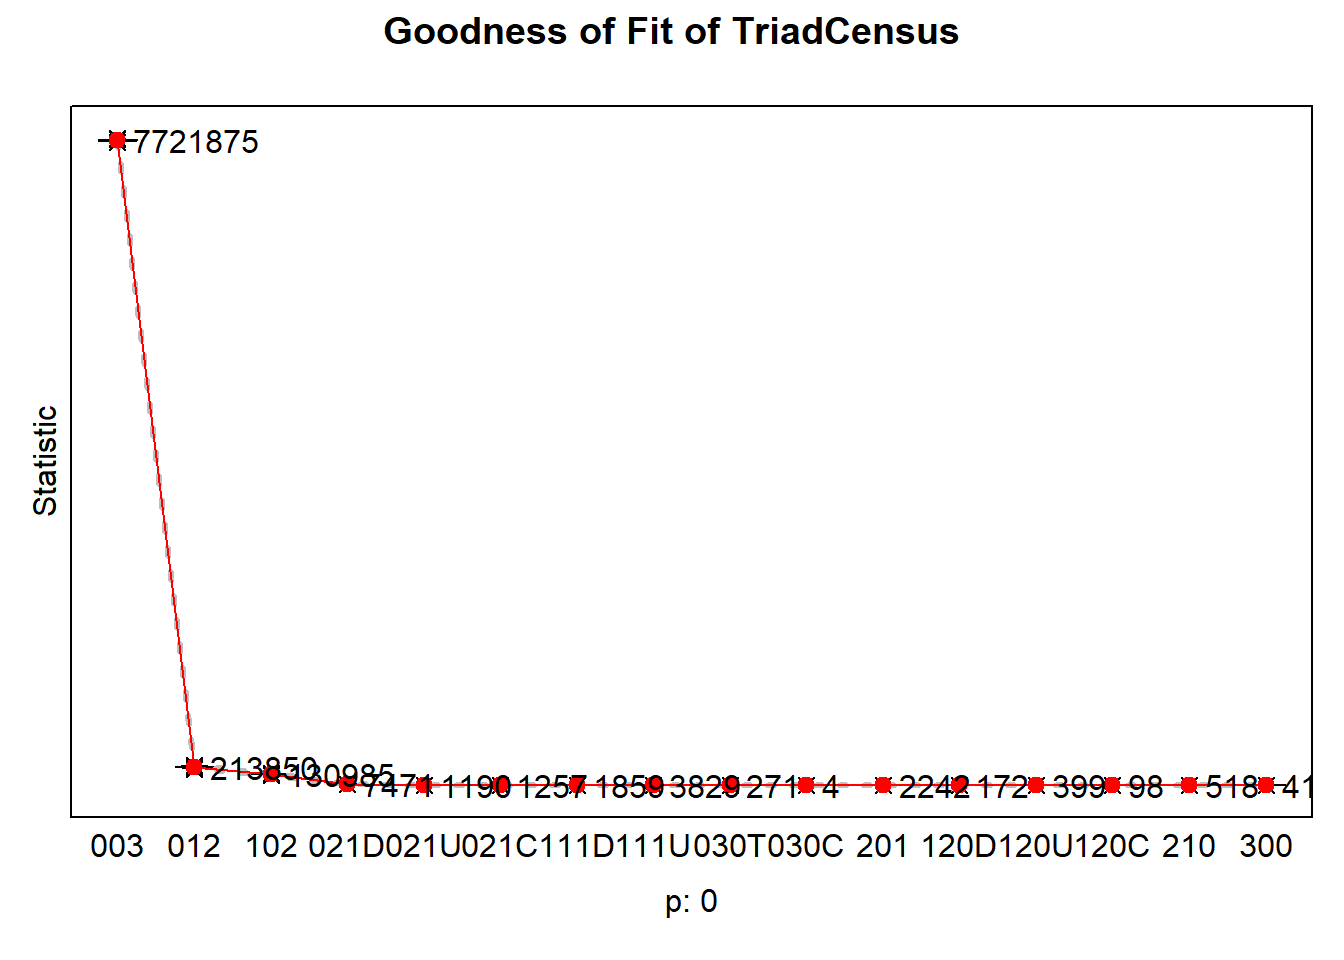 Goodness of Fit of TriadCensus
Statistic
7721875
213850 130985 7471 1190 1257 1859 3829 271 4 2242 172 399 98 518 41
003 012 102 021D 021U 021C 111D 111U 030T 030C 201 120D 120U 120C 210 300
p: 0